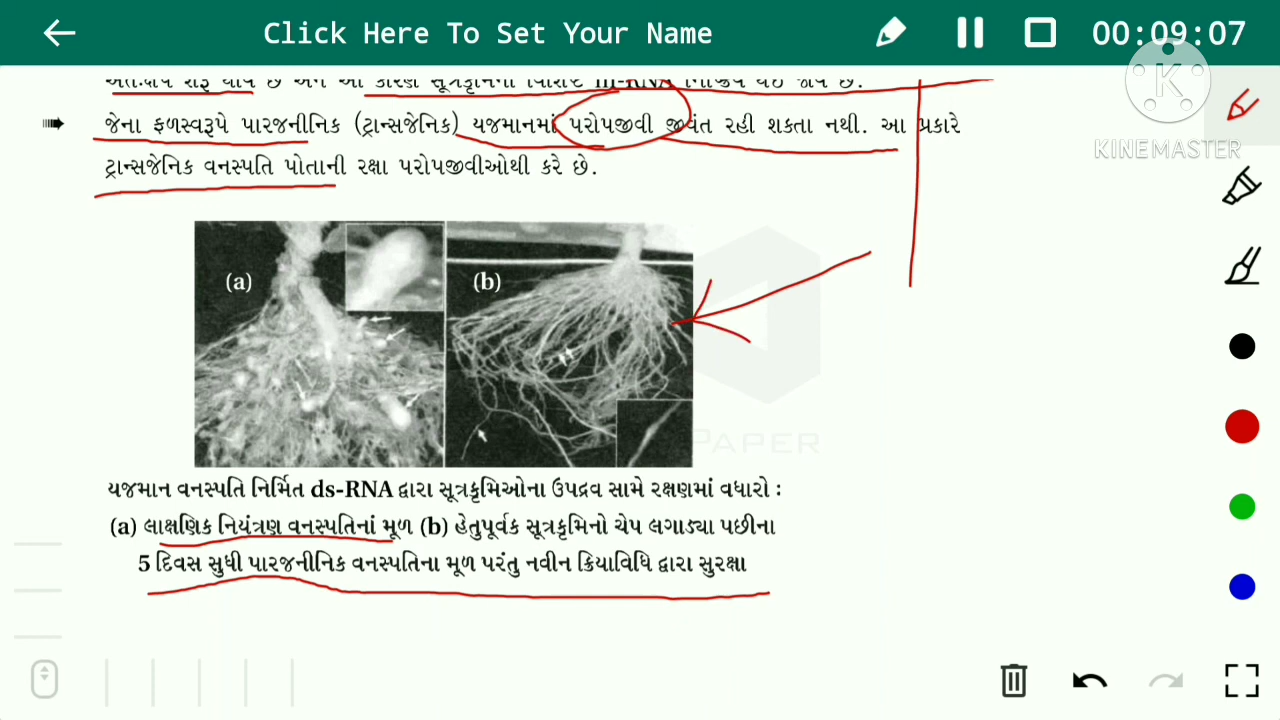 Click Here To Set Your Name
00:09:07
KINEMASTER
m-RNA
જેના ફળસ્વરૂપે પારજનીનિક (ટ્રાન્સજેનિક) યજમાનમાં પરોપજીવી જીવંત રહી શકતા નથી. આ પ્રકારે
ટ્રાન્સજેનિક વનસ્પતિ પોતાની રક્ષા પરોપજીવીઓથી કરે છે.
(a)
(b)
PAPER
યજમાન વનસ્પતિ નિર્મિત ds-RNA દ્વારા સૂત્રકૃમિઓના ઉપદ્રવ સામે રક્ષણમાં વધારો :
(a) લાક્ષણિક નિયંત્રણ વનસ્પતિનાં મૂળ (b) હેતુપૂર્વક સૂત્રકૃમિનો ચેપ લગાડ્યા પછીના
5 દિવસ સુધી પારજનીનિક વનસ્પતિના મૂળ પરંતુ નવીન ક્રિયાવિધિ દ્વારા સુરક્ષા